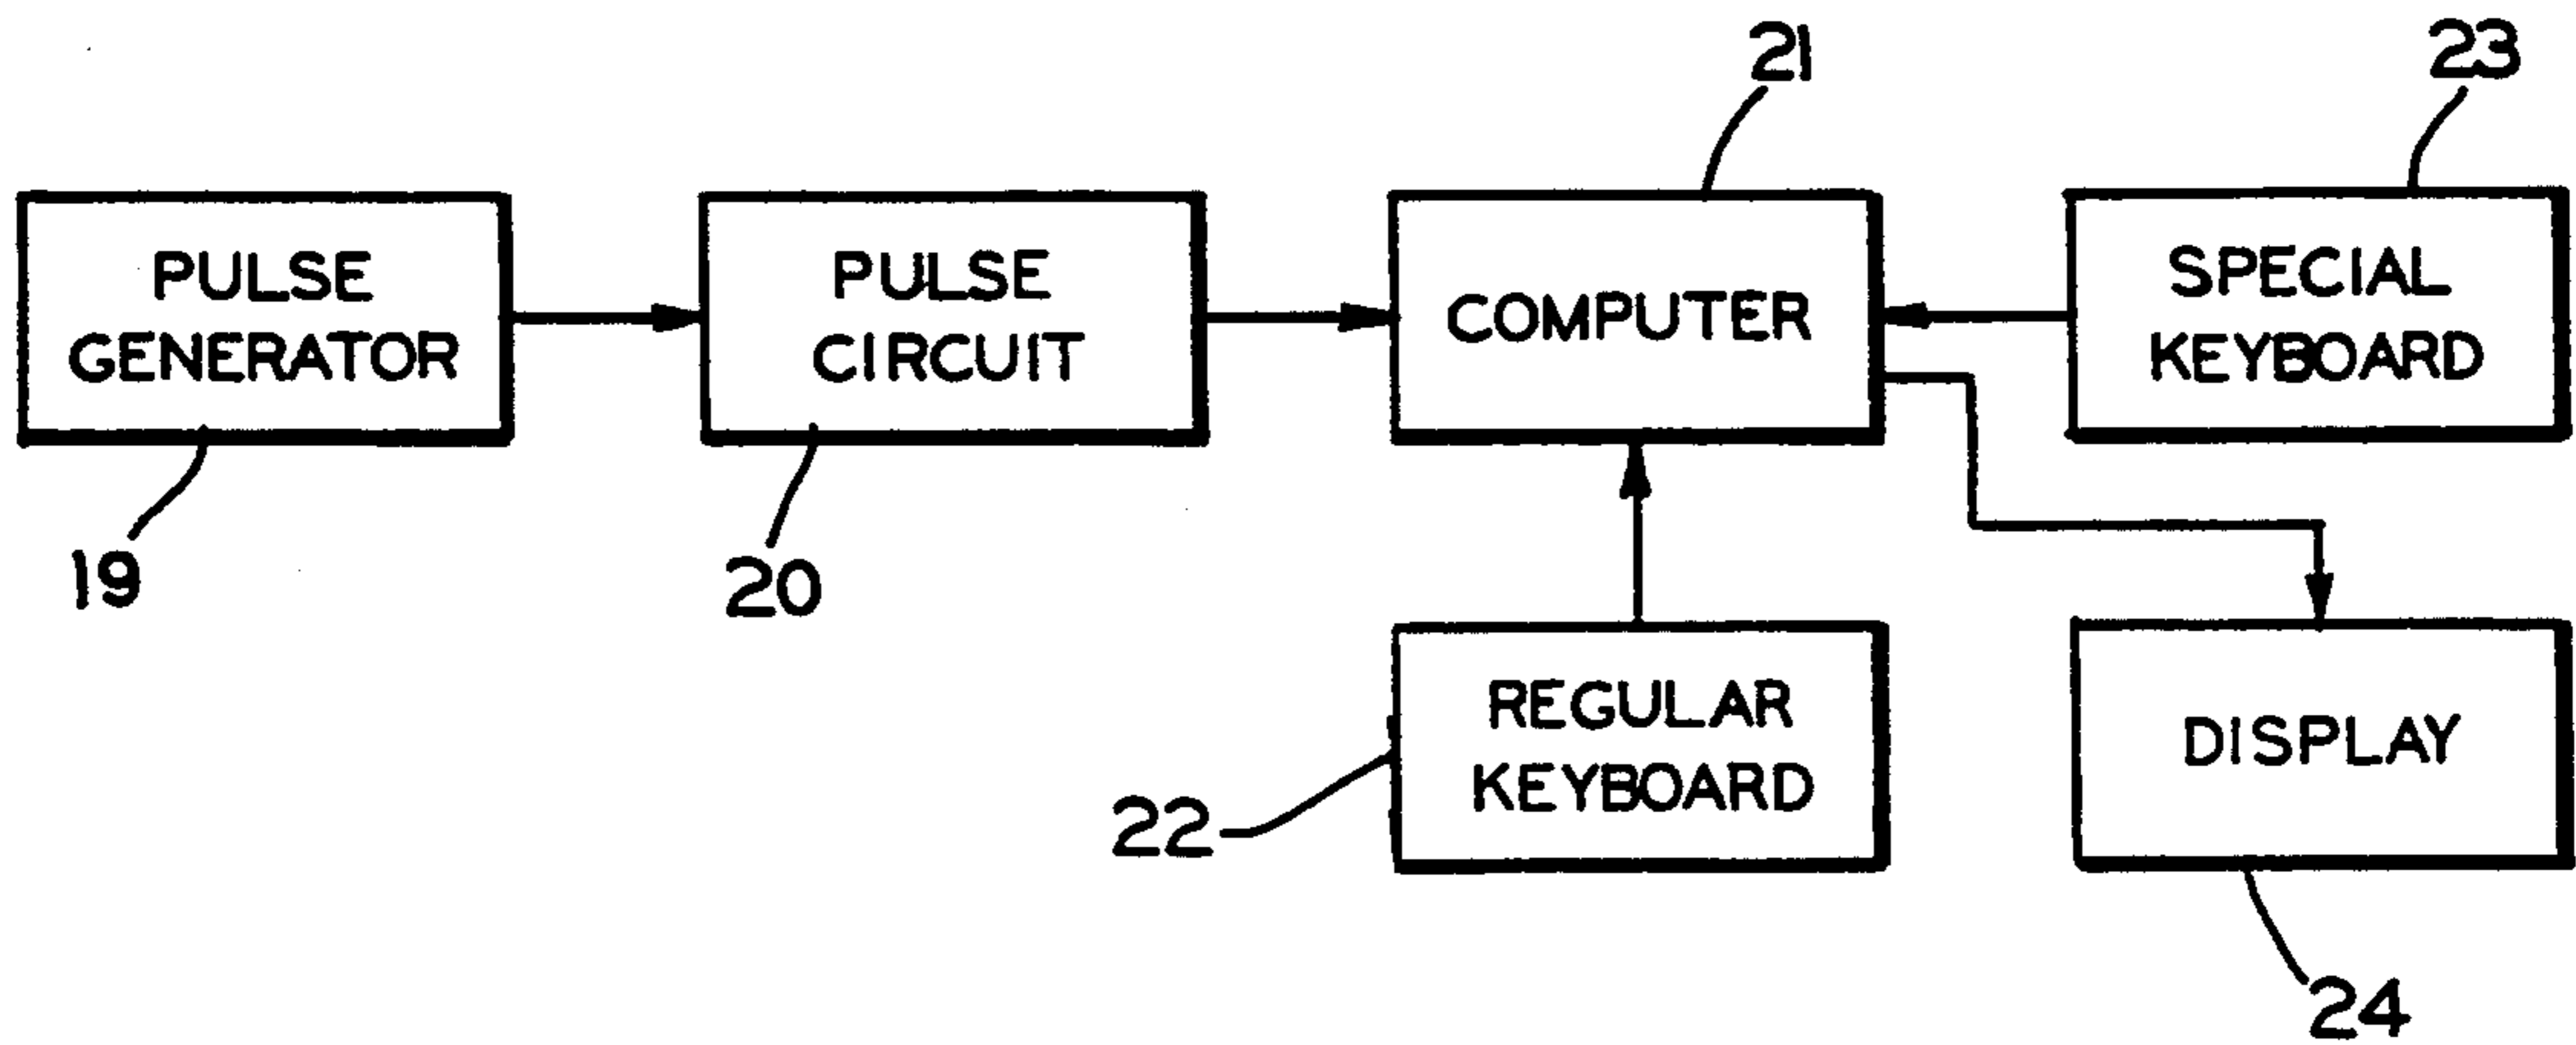 21
23
PULSE
GENERATOR
PULSE
CIRCUIT
COMPUTER
SPECIAL
KEYBOARD
19
20
REGULAR
KEYBOARD
DISPLAY
22
24